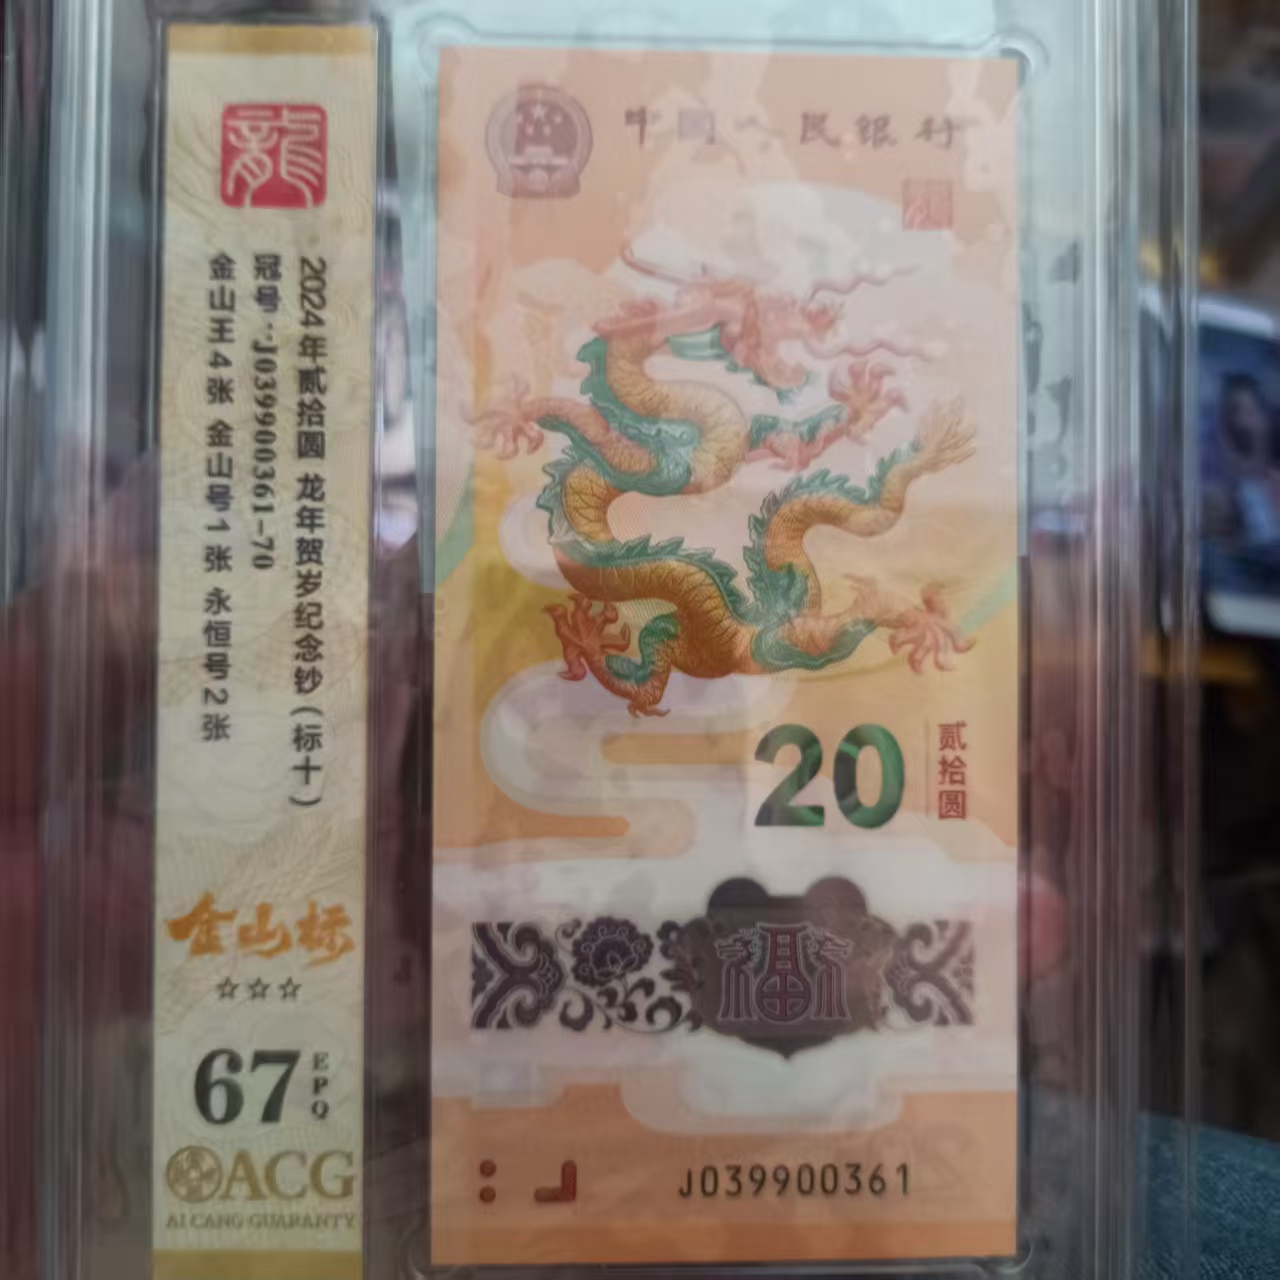 龍
2024年贰拾圆 龙年贺岁纪念钞(标十)
冠号:J039900361-70
金山王4张 金山号1张 永恒号2张
金山标
☆☆☆
67 EPQ
ACG
AI CANG GUARANTY
中国人民银行
20 贰拾圆
福
J039900361